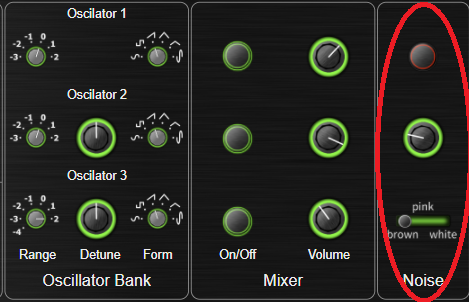 Oscilator 1
-1 0
-2 1
-3 2
Oscilator 2
-1 0
-2 1
-3 2
Oscilator 3
-1 0
-2 1
-3 2
-4
pink
brown white
Range Detune Form On/Off Volume
Oscillator Bank Mixer Noise